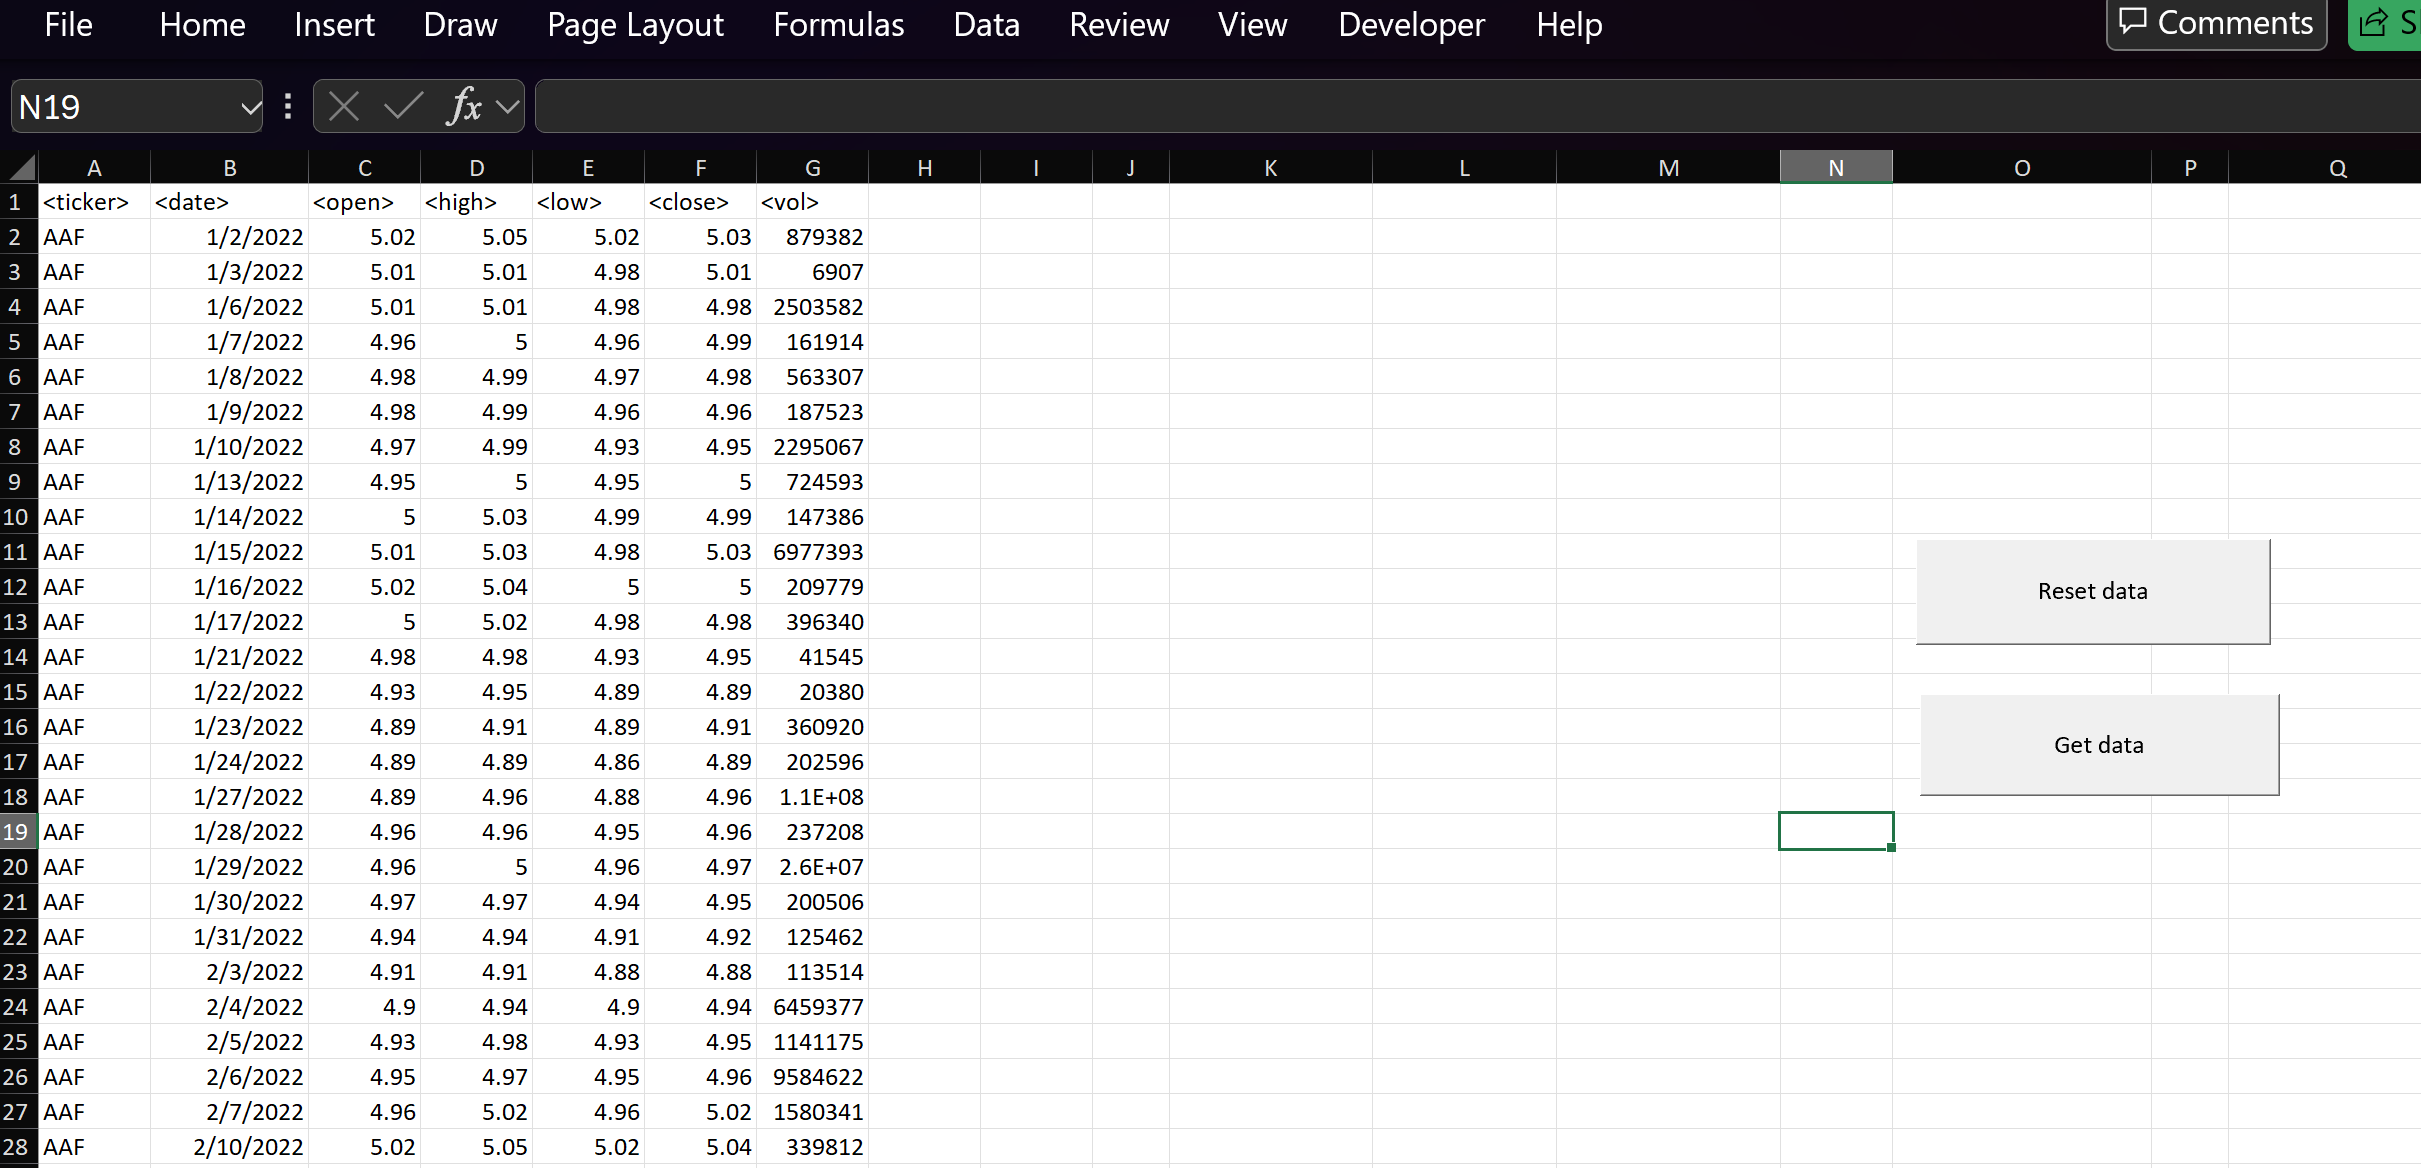 File Home Insert Draw Page Layout Formulas Data Review View Developer Help Comments S
N19 fx
A B C D E F G H I J K L M N O P Q
1 <ticker> <date> <open> <high> <low> <close> <vol>
2 AAF 1/2/2022 5.02 5.05 5.02 5.03 879382
3 AAF 1/3/2022 5.01 5.01 4.98 5.01 6907
4 AAF 1/6/2022 5.01 5.01 4.98 4.98 2503582
5 AAF 1/7/2022 4.96 5 4.96 4.99 161914
6 AAF 1/8/2022 4.98 4.99 4.97 4.98 563307
7 AAF 1/9/2022 4.98 4.99 4.96 4.96 187523
8 AAF 1/10/2022 4.97 4.99 4.93 4.95 2295067
9 AAF 1/13/2022 4.95 5 4.95 5 724593
10 AAF 1/14/2022 5 5.03 4.99 4.99 147386
11 AAF 1/15/2022 5.01 5.03 4.98 5.03 6977393
12 AAF 1/16/2022 5.02 5.04 5 5 209779
Reset data
13 AAF 1/17/2022 5 5.02 4.98 4.98 396340
14 AAF 1/21/2022 4.98 4.98 4.93 4.95 41545
15 AAF 1/22/2022 4.93 4.95 4.89 4.89 20380
16 AAF 1/23/2022 4.89 4.91 4.89 4.91 360920
Get data
17 AAF 1/24/2022 4.89 4.89 4.86 4.89 202596
18 AAF 1/27/2022 4.89 4.96 4.88 4.96 1.1E+08
19 AAF 1/28/2022 4.96 4.96 4.95 4.96 237208
20 AAF 1/29/2022 4.96 5 4.96 4.97 2.6E+07
21 AAF 1/30/2022 4.97 4.97 4.94 4.95 200506
22 AAF 1/31/2022 4.94 4.94 4.91 4.92 125462
23 AAF 2/3/2022 4.91 4.91 4.88 4.88 113514
24 AAF 2/4/2022 4.9 4.94 4.9 4.94 6459377
25 AAF 2/5/2022 4.93 4.98 4.93 4.95 1141175
26 AAF 2/6/2022 4.95 4.97 4.95 4.96 9584622
27 AAF 2/7/2022 4.96 5.02 4.96 5.02 1580341
28 AAF 2/10/2022 5.02 5.05 5.02 5.04 339812